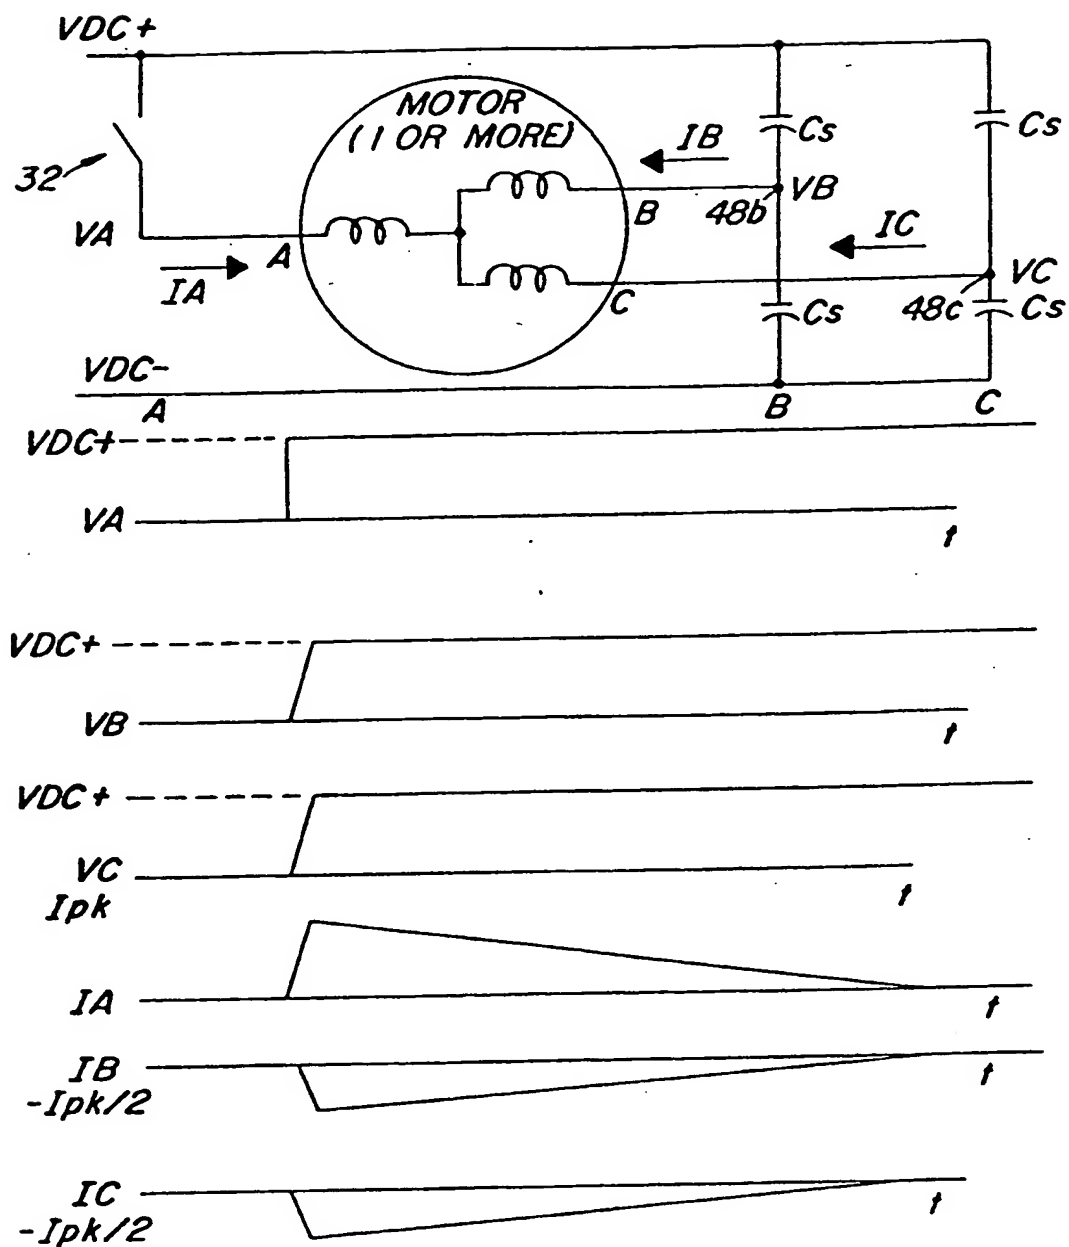 VDC+
MOTOR
(1 OR MORE)
Cs
Cs
IB
32
VB
B
48b
VA
IC
A
VC
IA
C
48c
Cs
Cs
VDC-
A
B
C
VDC+
VA
t
VDC+
VB
t
VDC+
VC
t
Ipk
IA
t
IB
t
-Ipk/2
IC
t
-Ipk/2